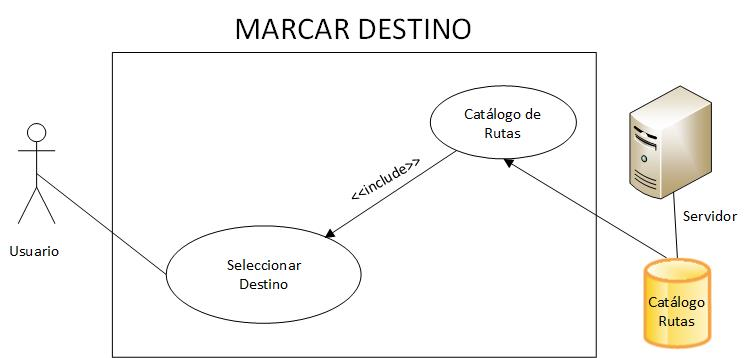 MARCAR DESTINO
Catálogo de
Rutas
<<include>>
Servidor
Usuario
Seleccionar
Destino
Catálogo
Rutas